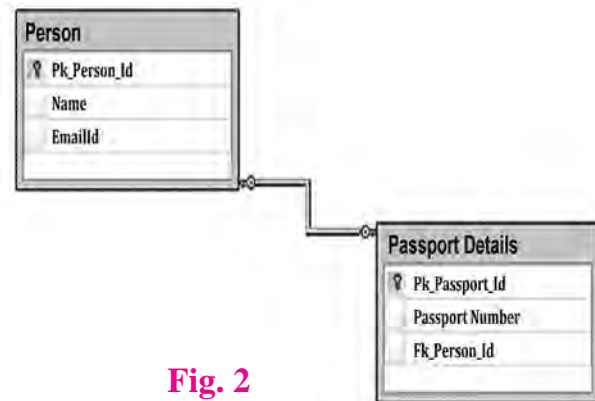 Person
Pk_Person_Id
Name
EmailId
Passport Details
Pk_Passport_Id
Passport Number
Fk_Person_Id
Fig. 2